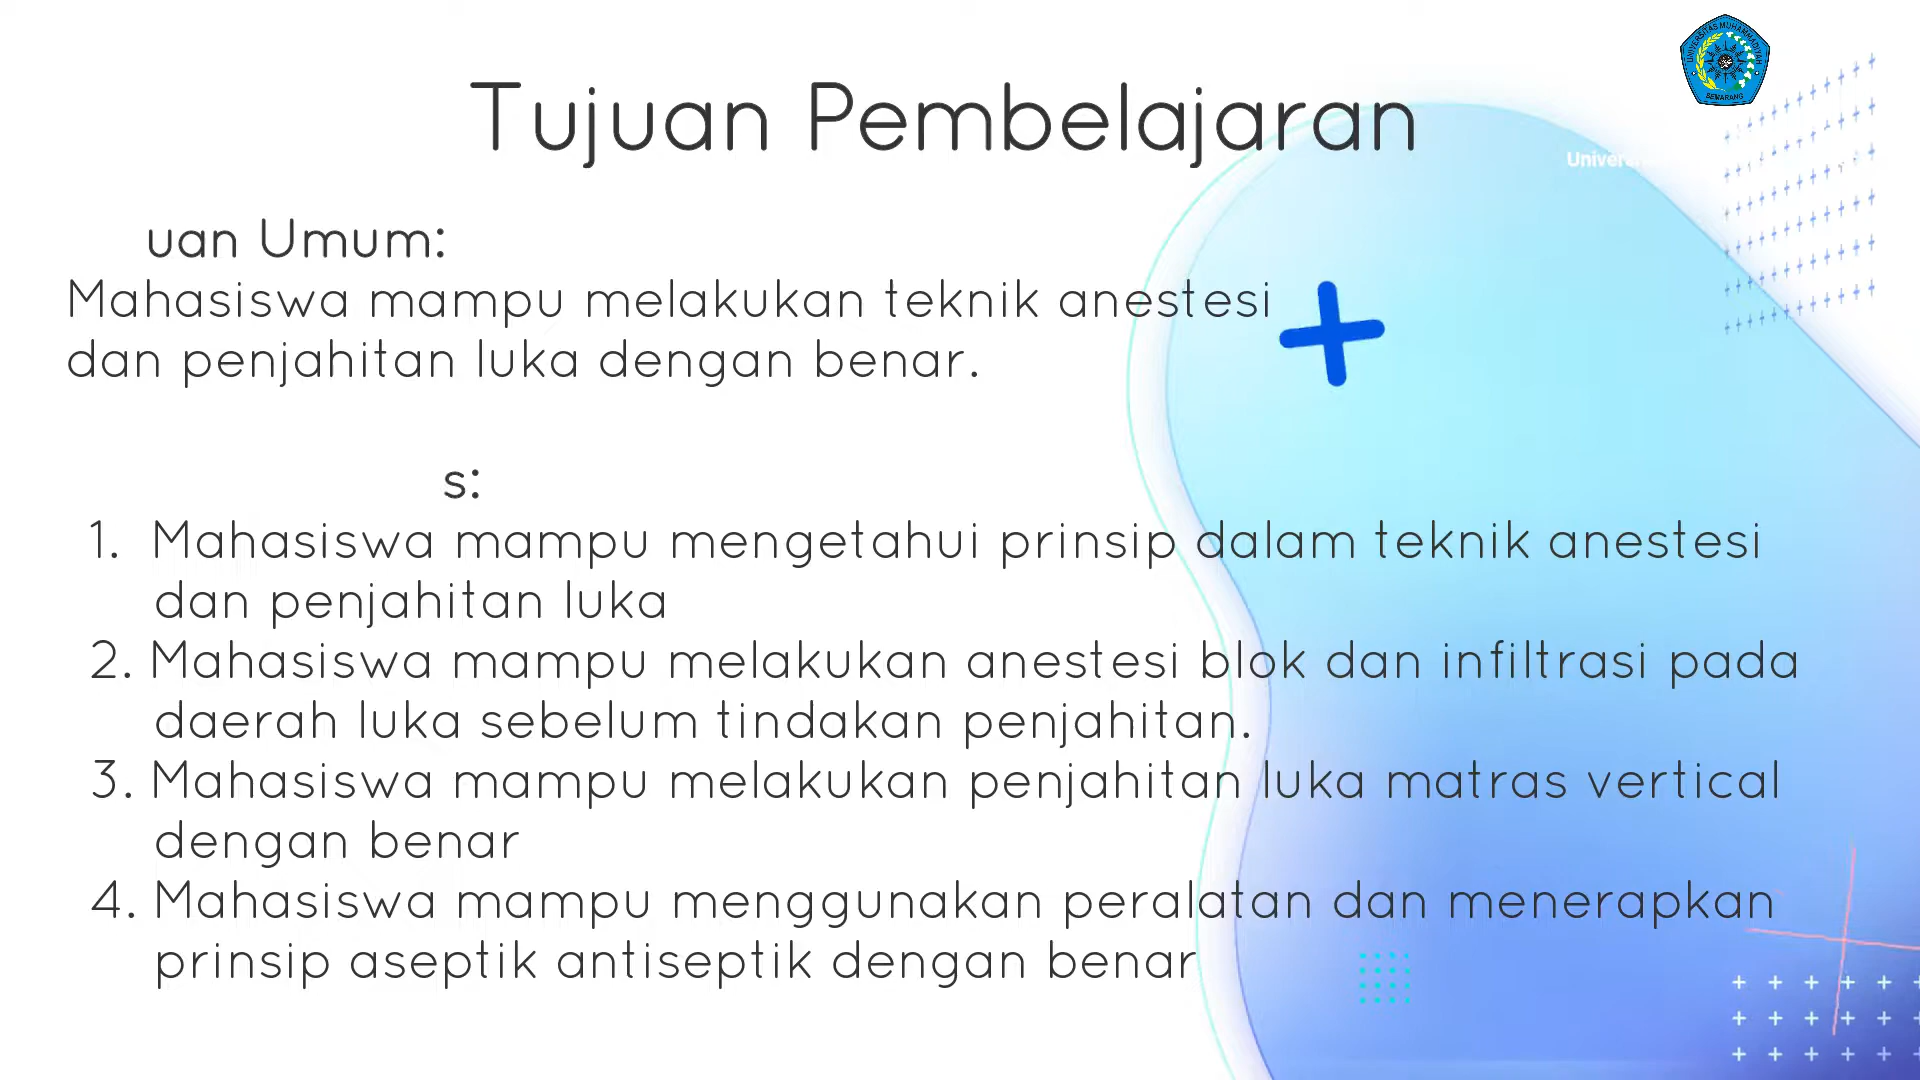 UNIVERSITAS MUHAMMADIYAH
SEMARANG
Tujuan Pembelajaran
uan Umum:
Mahasiswa mampu melakukan teknik anestesi
dan penjahitan luka dengan benar.
s:
1. Mahasiswa mampu mengetahui prinsip dalam teknik anestesi
dan penjahitan luka
2. Mahasiswa mampu melakukan anestesi blok dan infiltrasi pada
daerah luka sebelum tindakan penjahitan.
3. Mahasiswa mampu melakukan penjahitan luka matras vertical
dengan benar
4. Mahasiswa mampu menggunakan peralatan dan menerapkan
prinsip aseptik antiseptik dengan benar